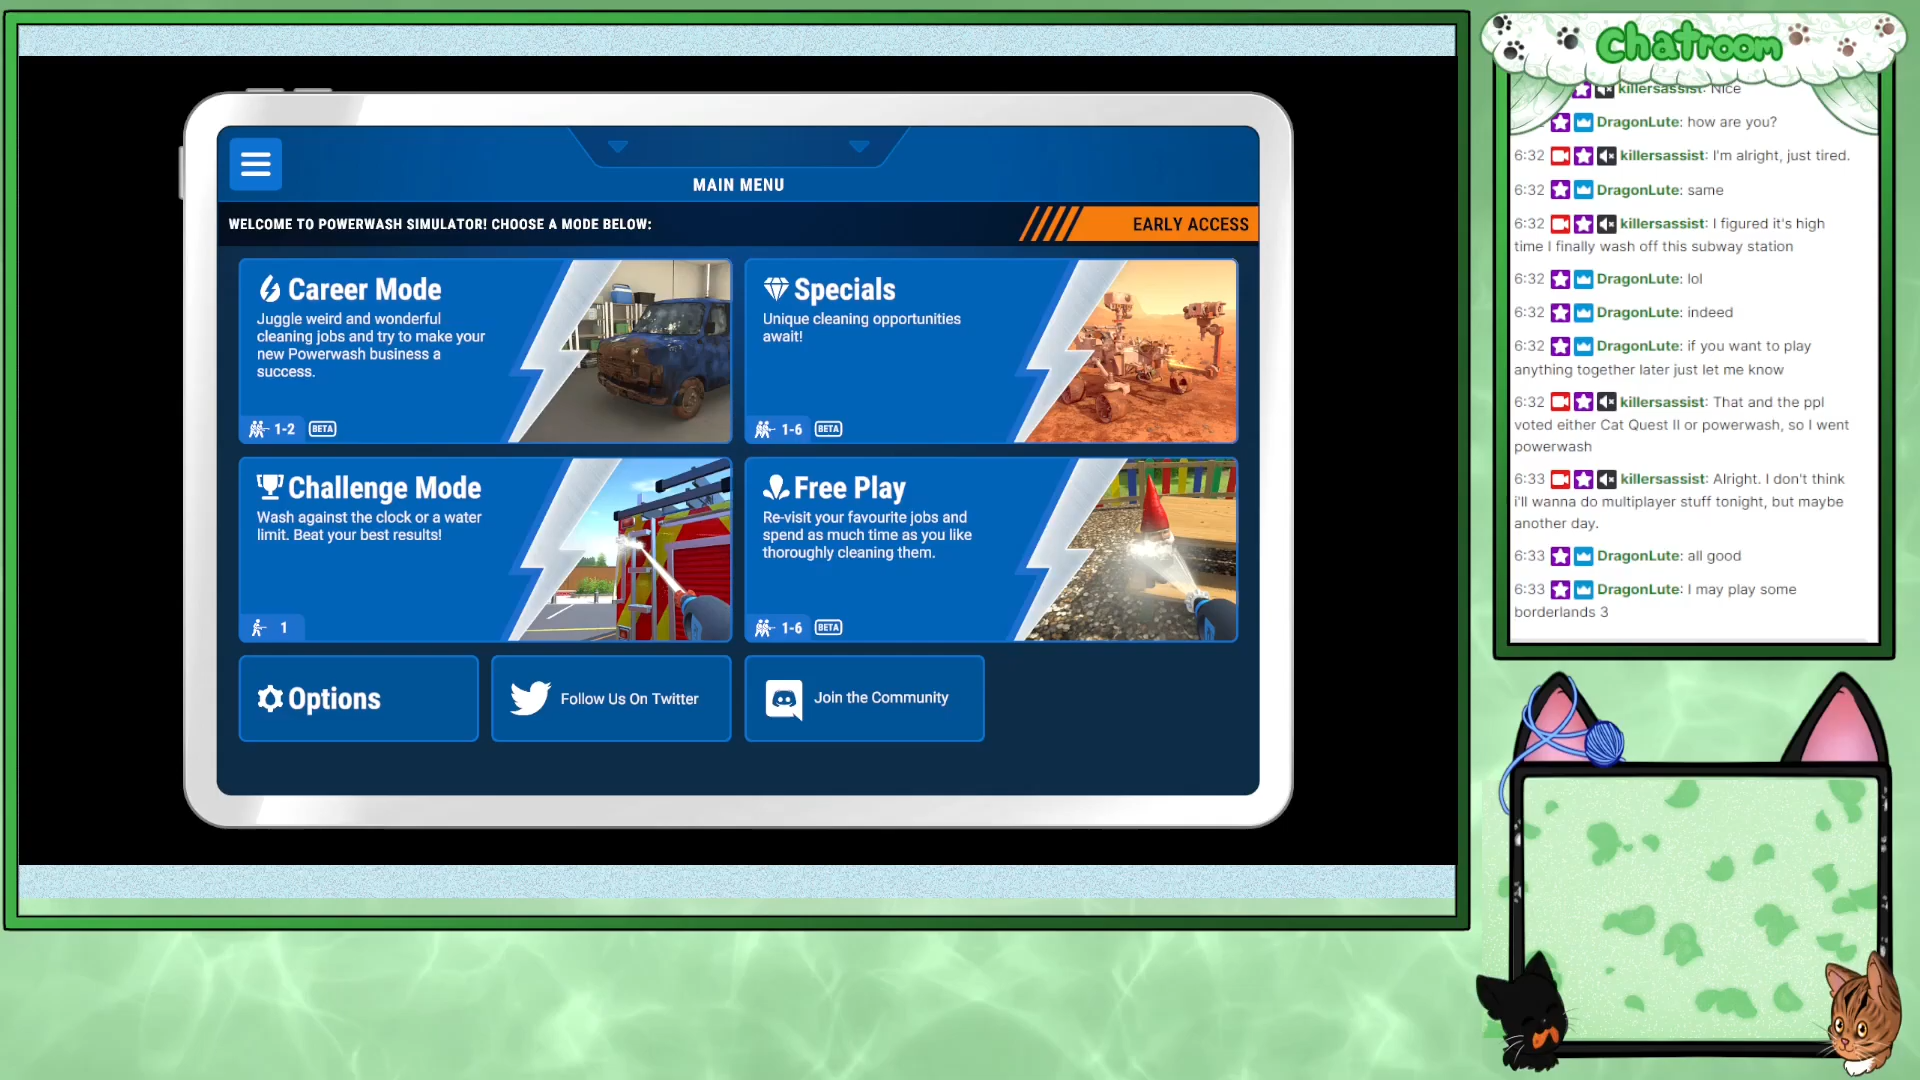 MAIN MENU
WELCOME TO POWERWASH SIMULATOR! CHOOSE A MODE BELOW:
EARLY ACCESS
Career Mode
Juggle weird and wonderful
cleaning jobs and try to make your
new Powerwash business a
success.
1-2 BETA
Specials
Unique cleaning opportunities
await!
1-6 BETA
Challenge Mode
Wash against the clock or a water
limit. Beat your best results!
1
Free Play
Re-visit your favourite jobs and
spend as much time as you like
thoroughly cleaning them.
1-6 BETA
Options
Follow Us On Twitter
Join the Community
Chatroom
killersassist: Nice
DragonLute: how are you?
6:32 killersassist: I'm alright, just tired.
6:32 DragonLute: same
6:32 killersassist: I figured it's high
time I finally wash off this subway station
6:32 DragonLute: lol
6:32 DragonLute: indeed
6:32 DragonLute: if you want to play
anything together later just let me know
6:32 killersassist: That and the ppl
voted either Cat Quest II or powerwash, so I went
powerwash
6:33 killersassist: Alright. I don't think
i'll wanna do multiplayer stuff tonight, but maybe
another day.
6:33 DragonLute: all good
6:33 DragonLute: I may play some
borderlands 3